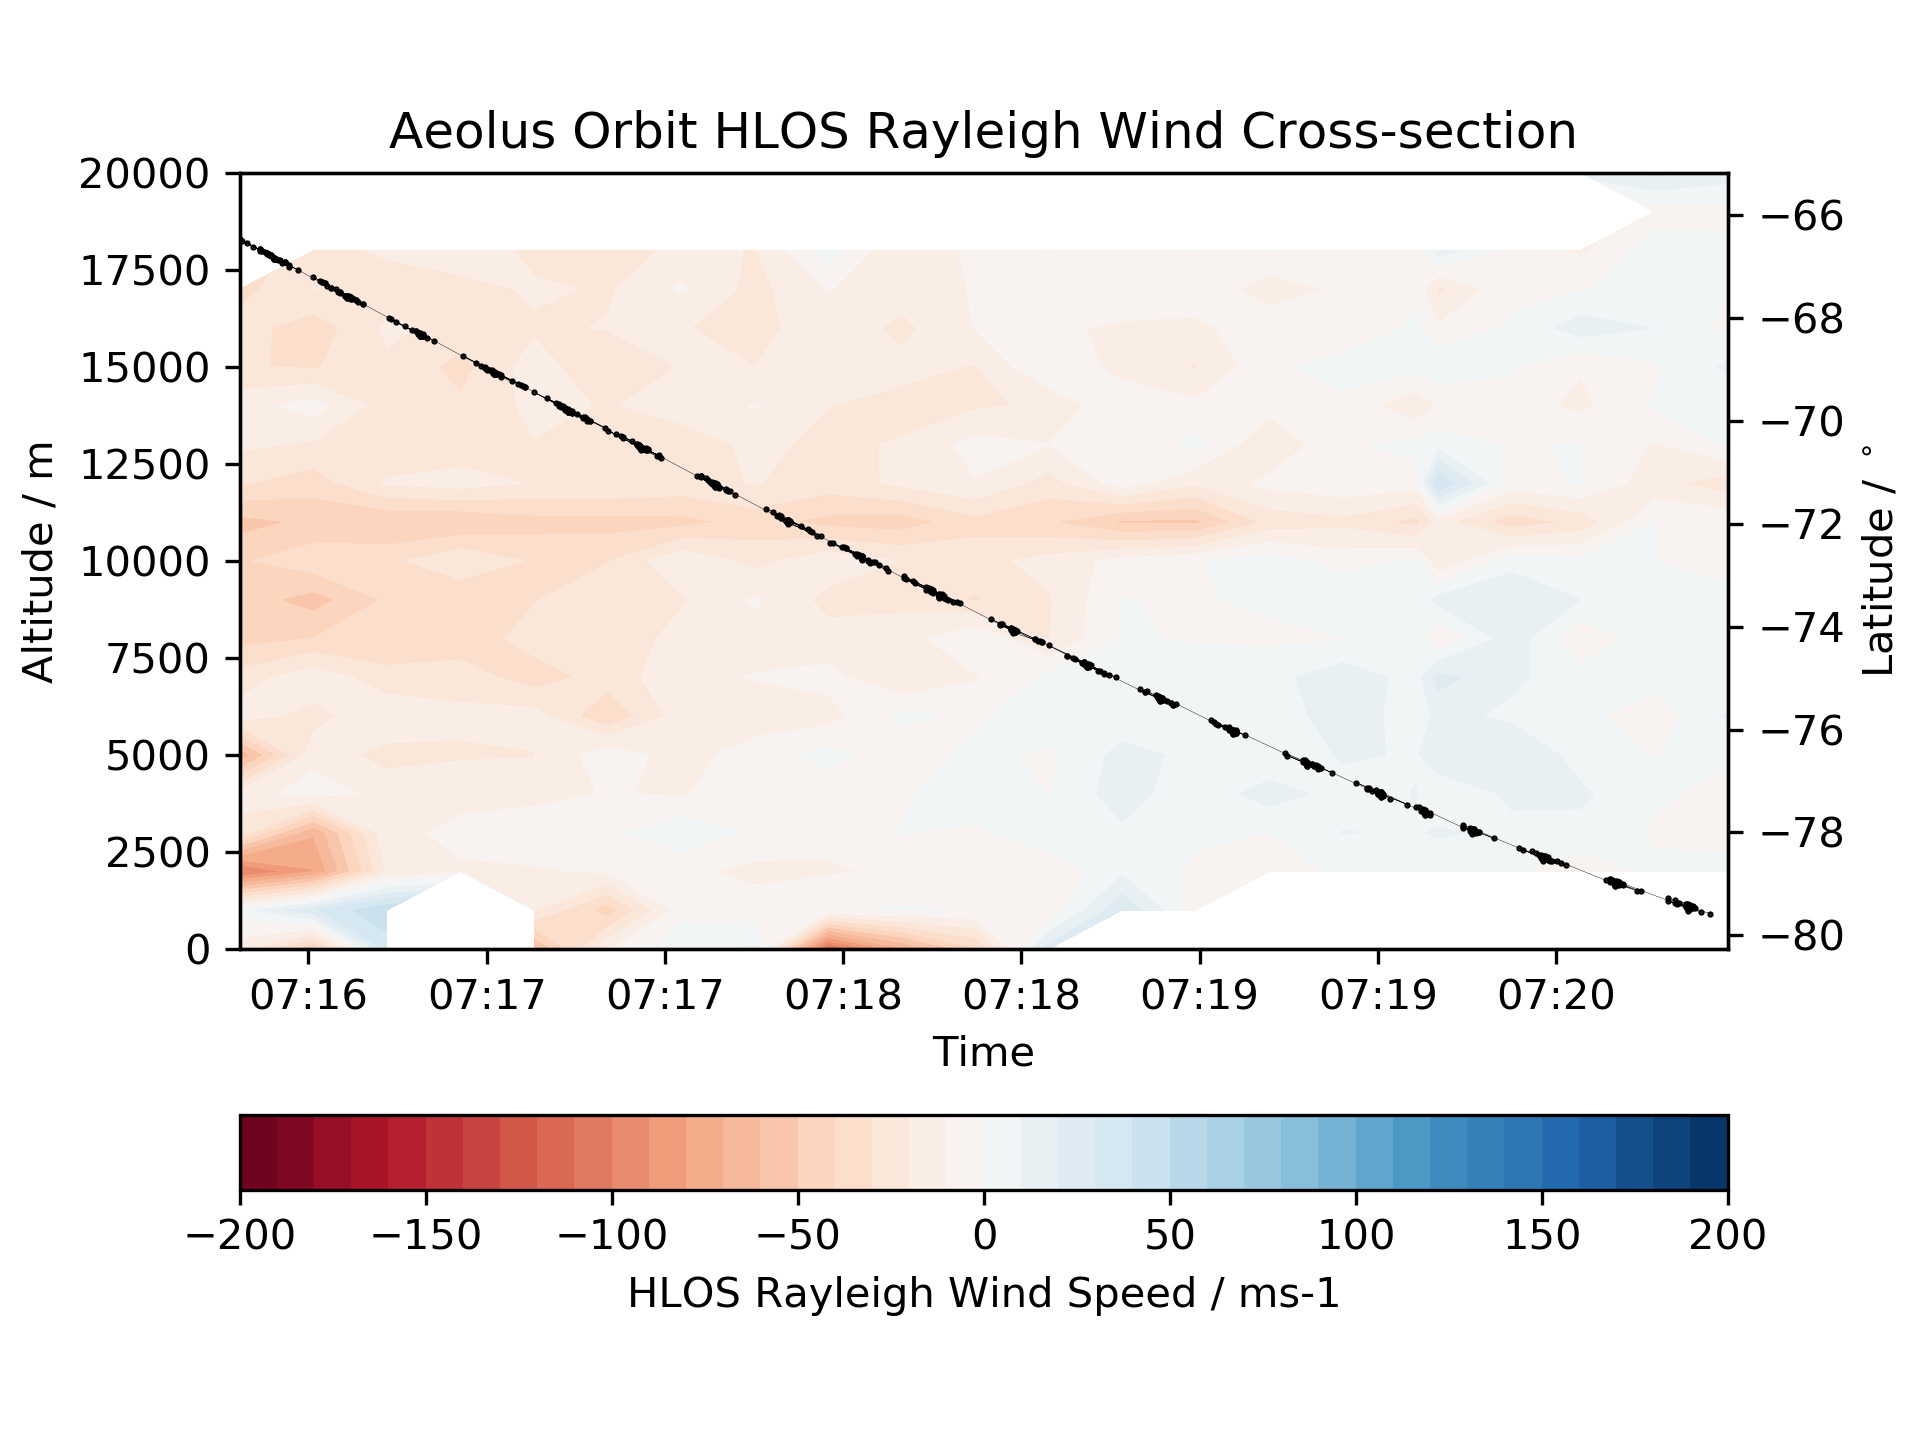 Aeolus Orbit HLOS Rayleigh Wind Cross-section
20000
17500
15000
12500
10000
7500
5000
2500
0
Altitude / m
−66
−68
−70
−72
−74
−76
−78
−80
Latitude / °
07:16 07:17 07:17 07:18 07:18 07:19 07:19 07:20
Time
−200 −150 −100 −50 0 50 100 150 200
HLOS Rayleigh Wind Speed / ms-1